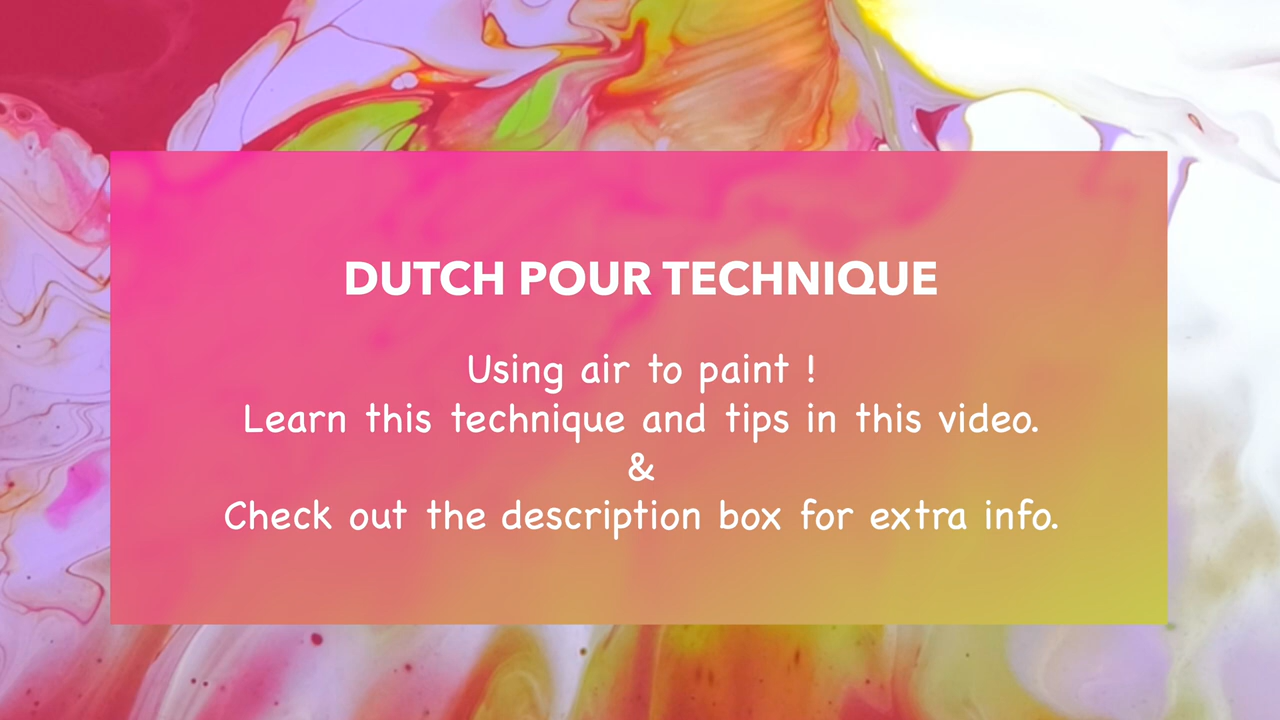 DUTCH POUR TECHNIQUE
Using air to paint !
Learn this technique and tips in this video.
&
Check out the description box for extra info.